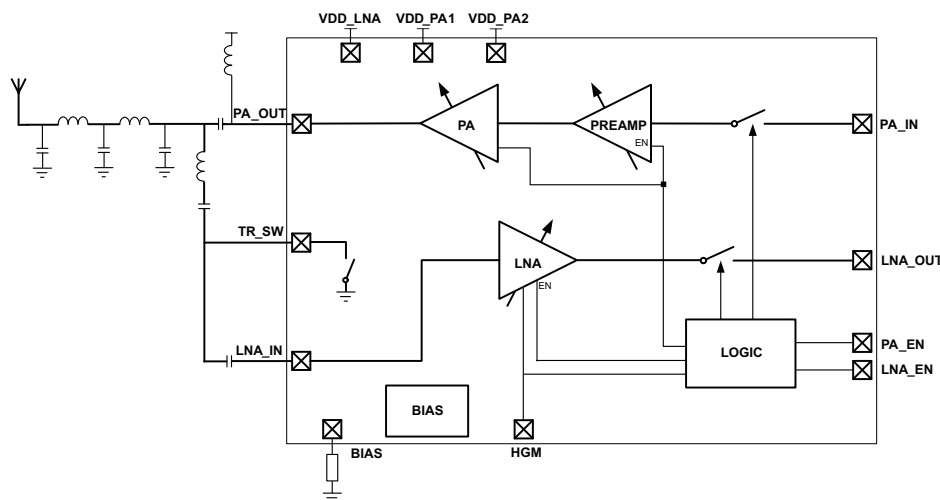 VDD_LNA
VDD_PA1
VDD_PA2
PA_OUT
PA
PREAMP
EN
PA_IN
TR_SW
LNA
EN
LNA_OUT
LNA_IN
LOGIC
PA_EN
LNA_EN
BIAS
BIAS
HGM